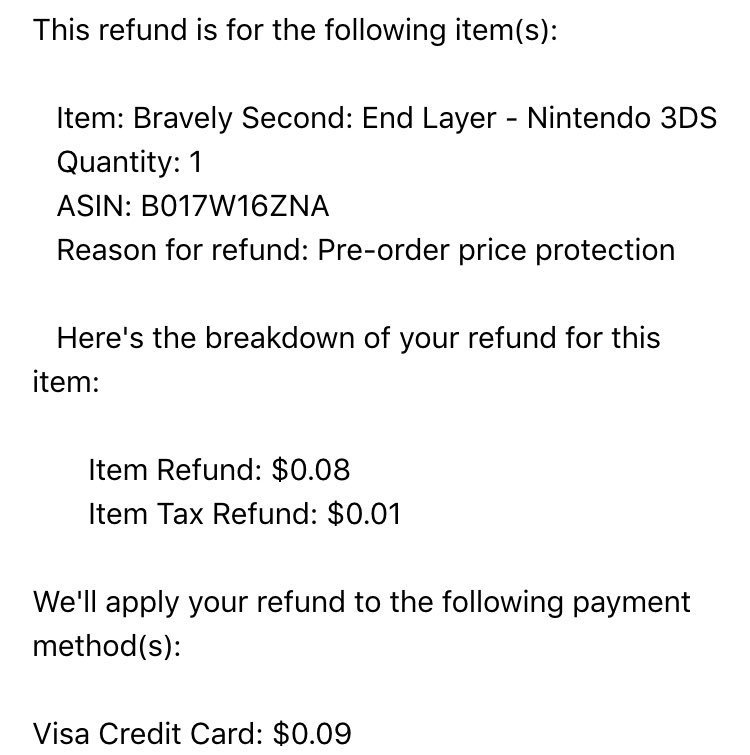 This refund is for the following item(s):
Item: Bravely Second: End Layer - Nintendo 3DS
Quantity: 1
ASIN: B017W16ZNA
Reason for refund: Pre-order price protection
Here's the breakdown of your refund for this
item:
Item Refund: $0.08
Item Tax Refund: $0.01
We'll apply your refund to the following payment
method(s):
Visa Credit Card: $0.09